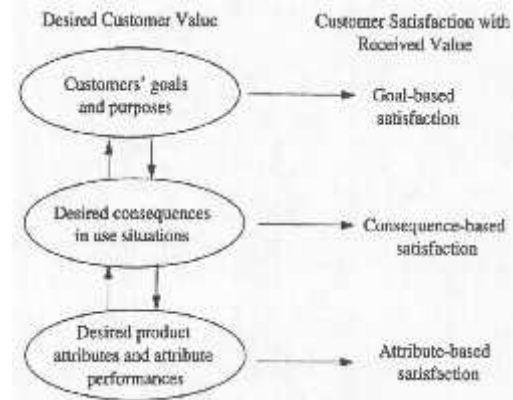 Desired Customer Value
Customer Satisfaction with
Received Value
Customers' goals
and purposes
Goal-based
satisfaction
Desired consequences
in use situations
Consequence-based
satisfaction
Desired product
attributes and attribute
performances
Attribute-based
satisfaction